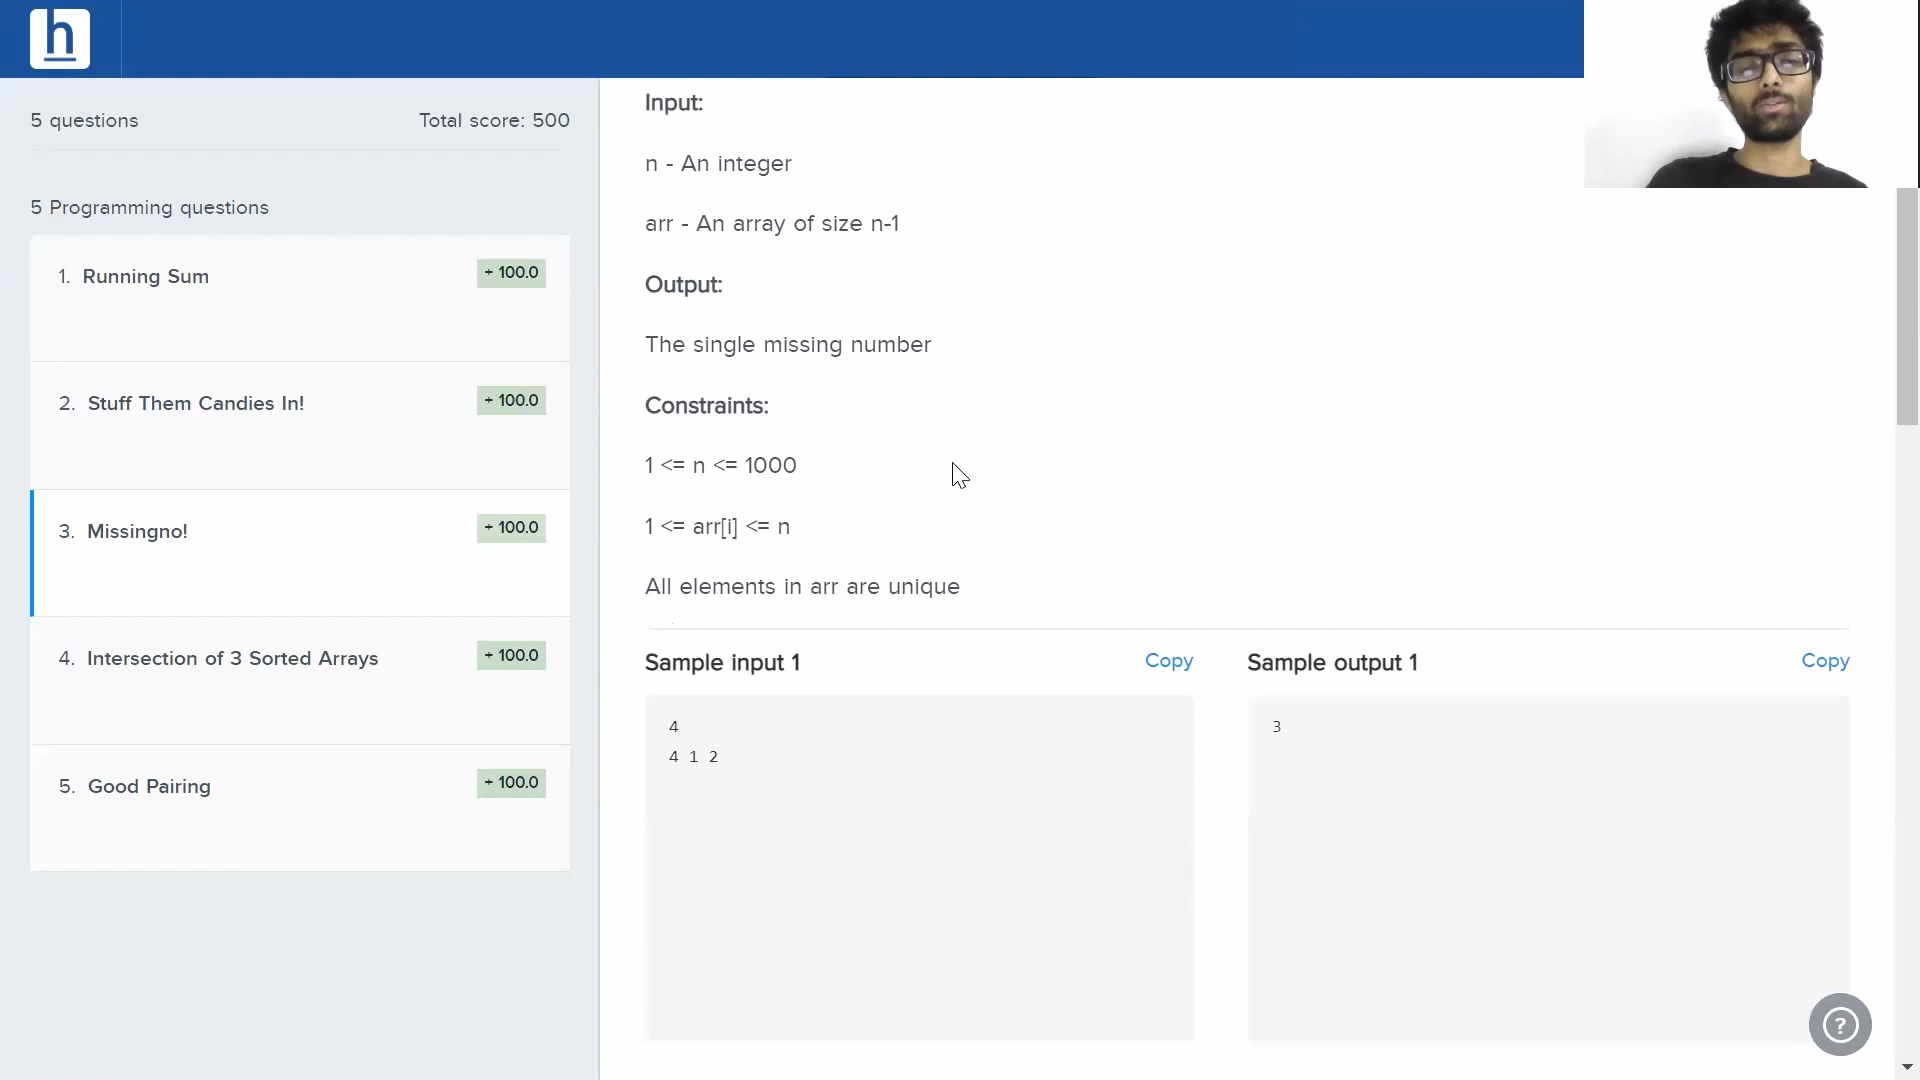 h
5 questions
Total score: 500
5 Programming questions
1. Running Sum
+ 100.0
2. Stuff Them Candies In!
+ 100.0
3. Missingno!
+ 100.0
4. Intersection of 3 Sorted Arrays
+ 100.0
5. Good Pairing
+ 100.0
Input:
n - An integer
arr - An array of size n-1
Output:
The single missing number
Constraints:
1 <= n <= 1000
1 <= arr[i] <= n
All elements in arr are unique
Sample input 1
Copy
4
4 1 2
Sample output 1
Copy
3
?